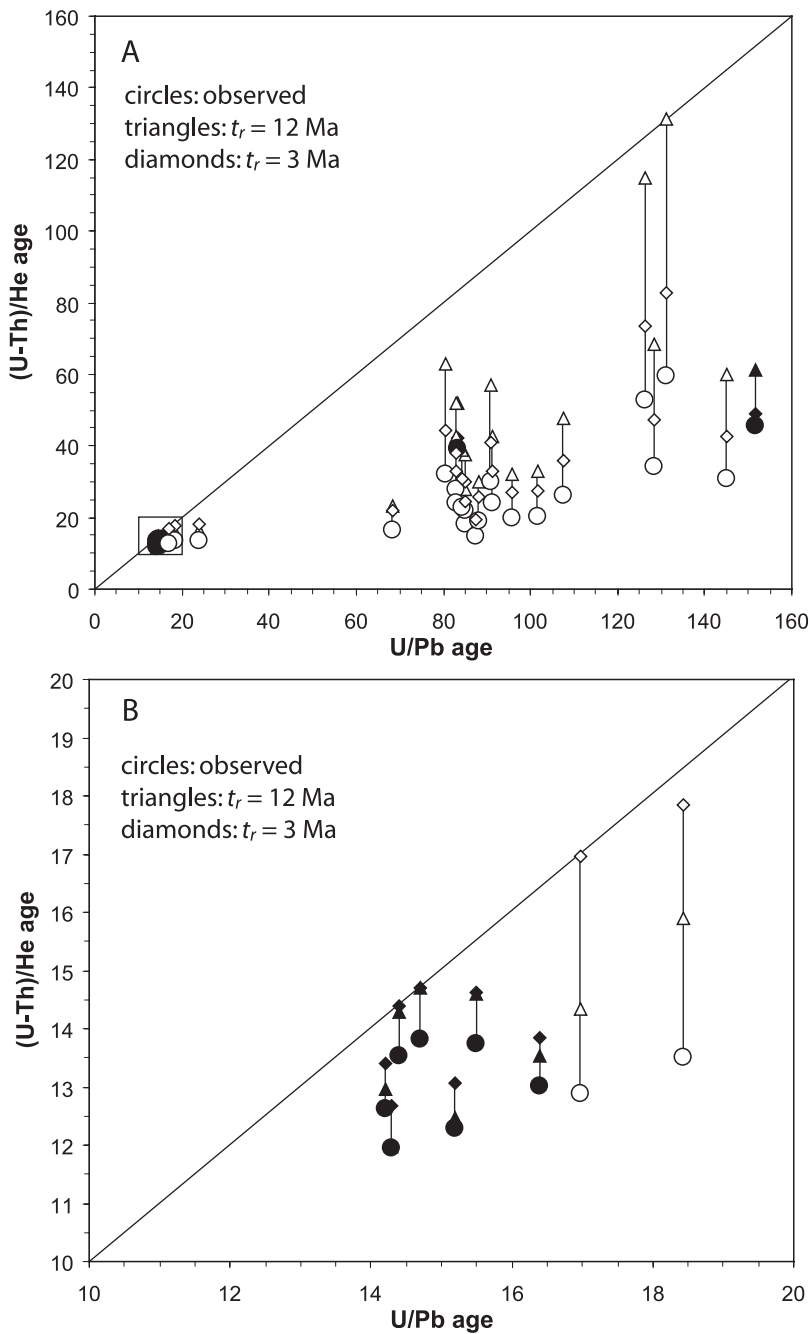 160
140
120
100
80
60
40
20
0
(U-Th)/He age
A
circles: observed
triangles: tr = 12 Ma
diamonds: tr = 3 Ma
0 20 40 60 80 100 120 140 160
U/Pb age
20
19
18
17
16
15
14
13
12
11
10
(U-Th)/He age
B
circles: observed
triangles: tr = 12 Ma
diamonds: tr = 3 Ma
10 12 14 16 18 20
U/Pb age